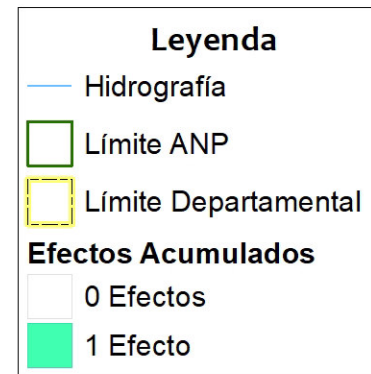 Leyenda
Hidrografía
Límite ANP
Límite Departamental
Efectos Acumulados
0 Efectos
1 Efecto